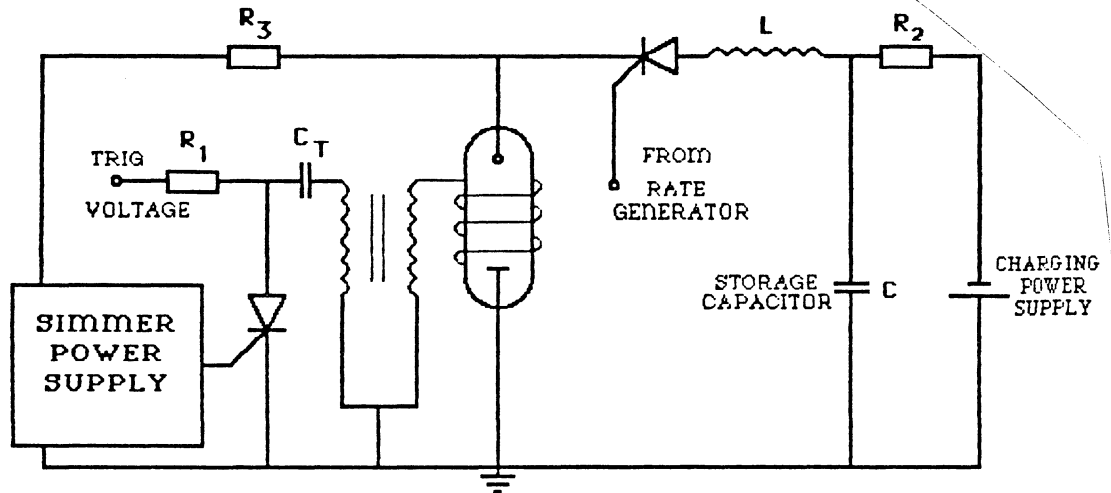 R3
L
R2
R1
CT
TRIG
VOLTAGE
FROM
RATE
GENERATOR
SIMMER
POWER
SUPPLY
STORAGE
CAPACITOR
C
CHARGING
POWER
SUPPLY